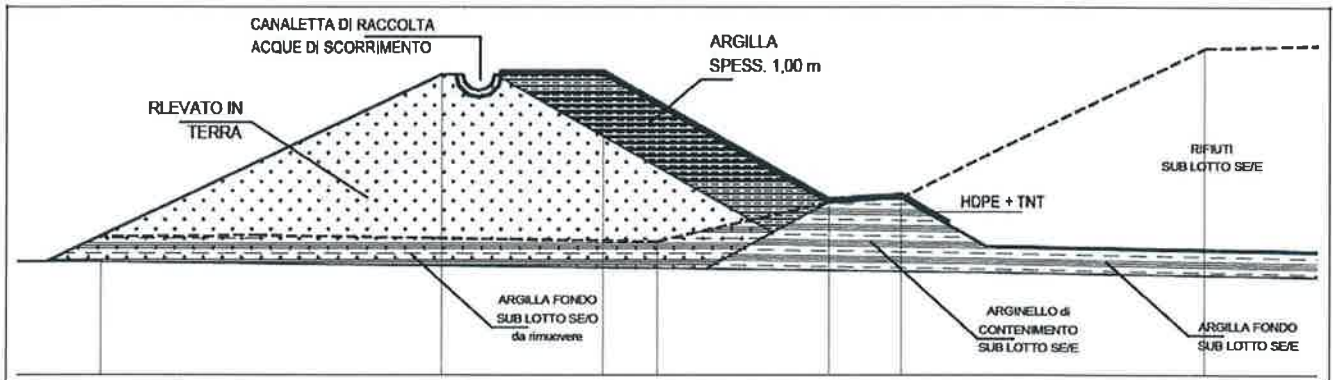 CANALETTA DI RACCOLTA
ACQUE DI SCORRIMENTO
ARGILLA
SPESS. 1,00 m
RLEVATO IN
TERRA
RIFIUTI
SUB LOTTO SE/E
HDPE + TNT
ARGILLA FONDO
SUB LOTTO SE/O
da rimuovere
ARGINELLO di
CONTENIMENTO
SUB LOTTO SE/E
ARGILLA FONDO
SUB LOTTO SE/E